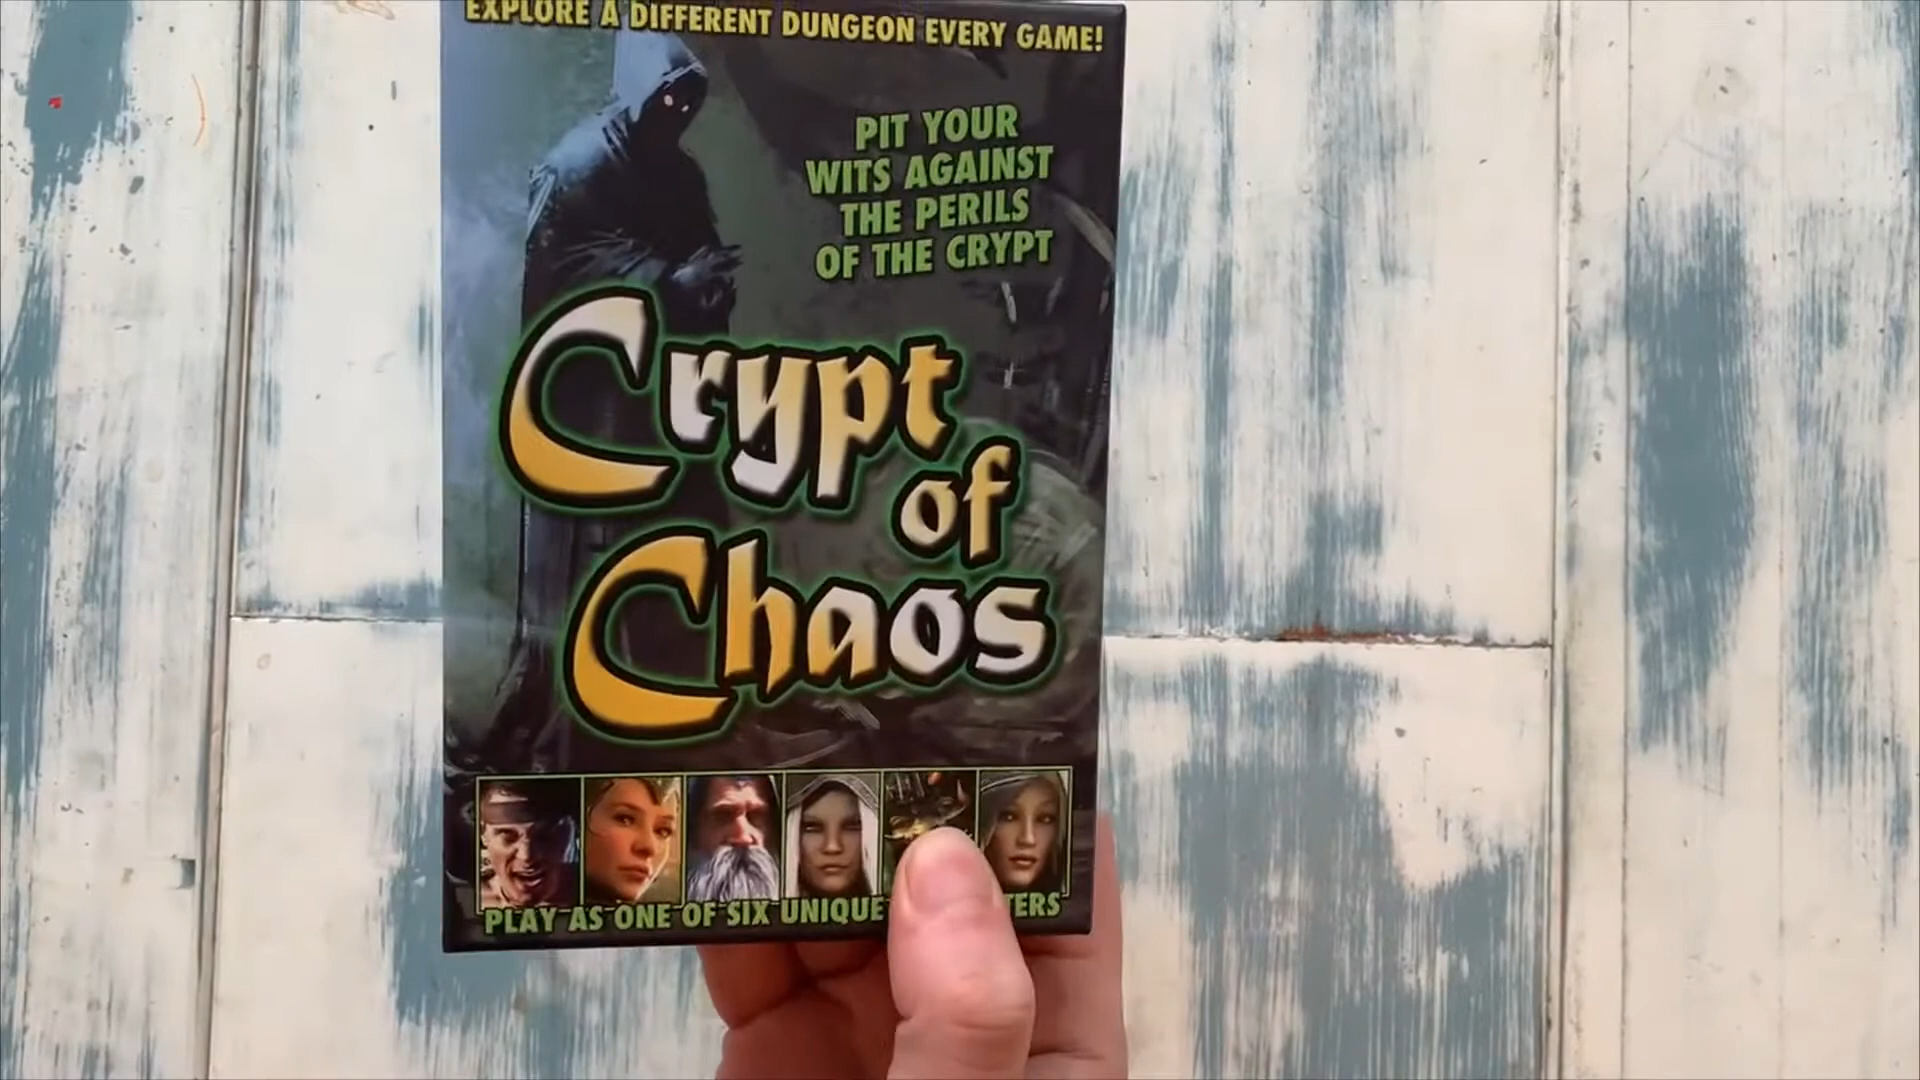 EXPLORE A DIFFERENT DUNGEON EVERY GAME!
PIT YOUR
WITS AGAINST
THE PERILS
OF THE CRYPT
Crypt
of
Chaos
PLAY AS ONE OF SIX UNIQUE